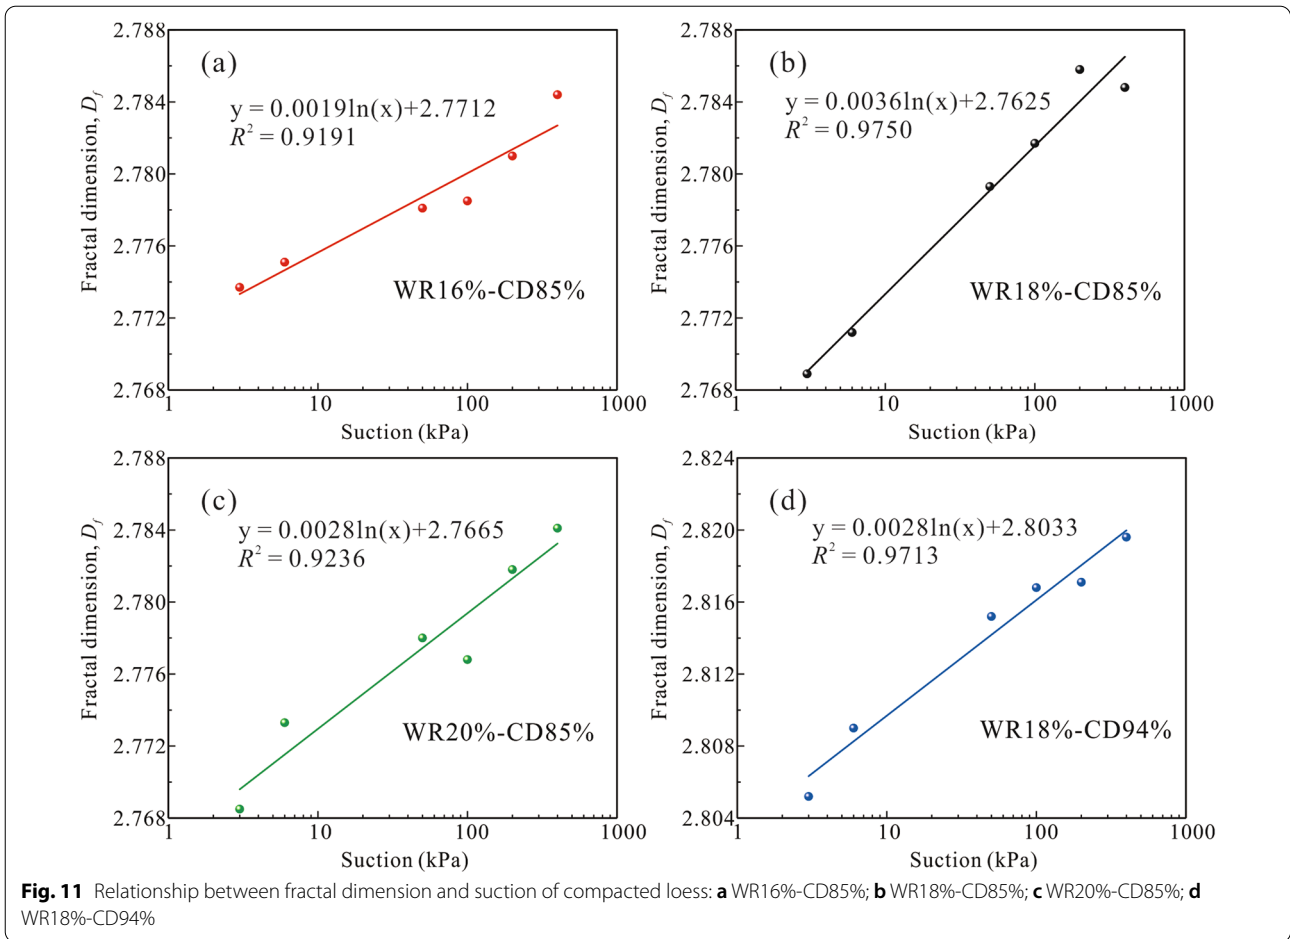 2.788
2.784
2.780
2.776
2.772
2.768
Fractal dimension, D_f
(a)
y = 0.0019ln(x)+2.7712
R² = 0.9191
WR16%-CD85%
1 10 100 1000
Suction (kPa)
2.788
2.784
2.780
2.776
2.772
2.768
Fractal dimension, D_f
(b)
y = 0.0036ln(x)+2.7625
R² = 0.9750
WR18%-CD85%
1 10 100 1000
Suction (kPa)
2.788
2.784
2.780
2.776
2.772
2.768
Fractal dimension, D_f
(c)
y = 0.0028ln(x)+2.7665
R² = 0.9236
WR20%-CD85%
1 10 100 1000
Suction (kPa)
2.824
2.820
2.816
2.812
2.808
2.804
Fractal dimension, D_f
(d)
y = 0.0028ln(x)+2.8033
R² = 0.9713
WR18%-CD94%
1 10 100 1000
Suction (kPa)
Fig. 11 Relationship between fractal dimension and suction of compacted loess: a WR16%-CD85%; b WR18%-CD85%; c WR20%-CD85%; d
WR18%-CD94%